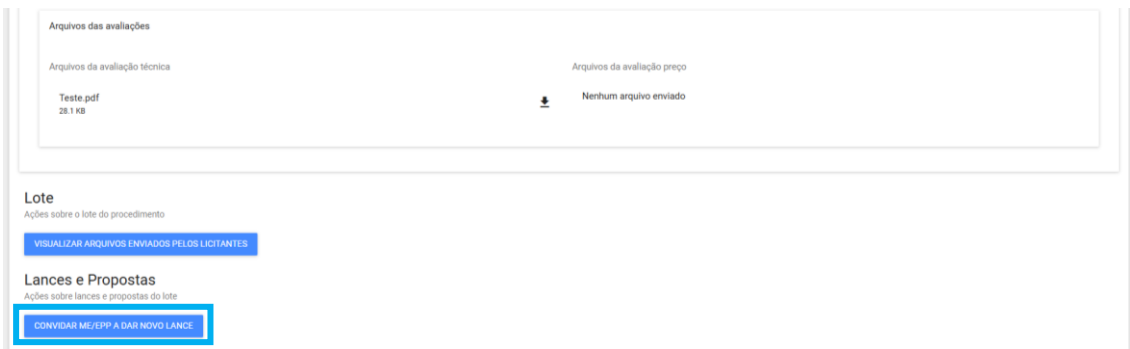 Arquivos das avaliações
Arquivos da avaliação técnica
Arquivos da avaliação preço
Teste.pdf
28.1 KB
Nenhum arquivo enviado
Lote
Ações sobre o lote do procedimento
VISUALIZAR ARQUIVOS ENVIADOS PELOS LICITANTES
Lances e Propostas
Ações sobre lances e propostas do lote
CONVIDAR ME/EPP A DAR NOVO LANCE